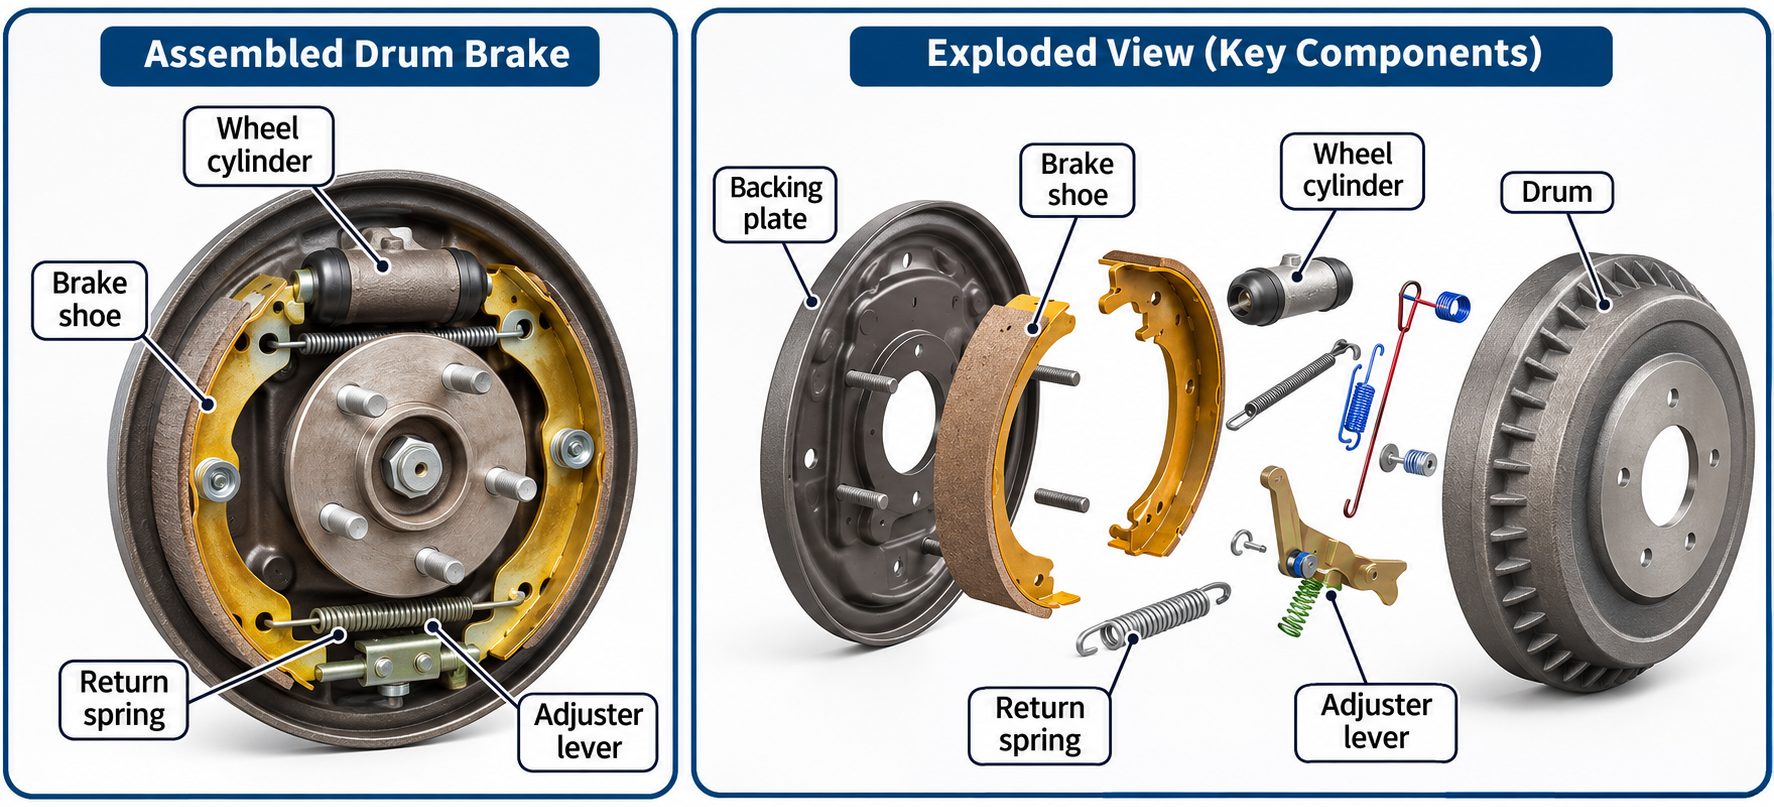 Assembled Drum Brake
Wheel
cylinder
Brake
shoe
Return
spring
Adjuster
lever
Exploded View (Key Components)
Backing
plate
Brake
shoe
Wheel
cylinder
Drum
Return
spring
Adjuster
lever